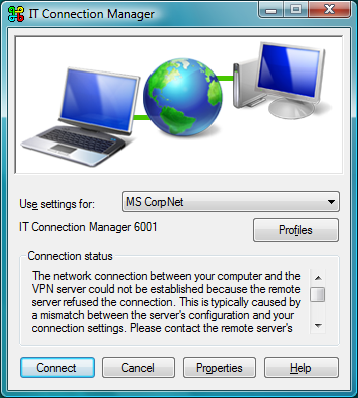 IT Connection Manager
Use settings for:
MS CorpNet
IT Connection Manager 6001
Profiles
Connection status
The network connection between your computer and the
VPN server could not be established because the remote
server refused the connection. This is typically caused by
a mismatch between the server's configuration and your
connection settings. Please contact the remote server's
Connect
Cancel
Properties
Help